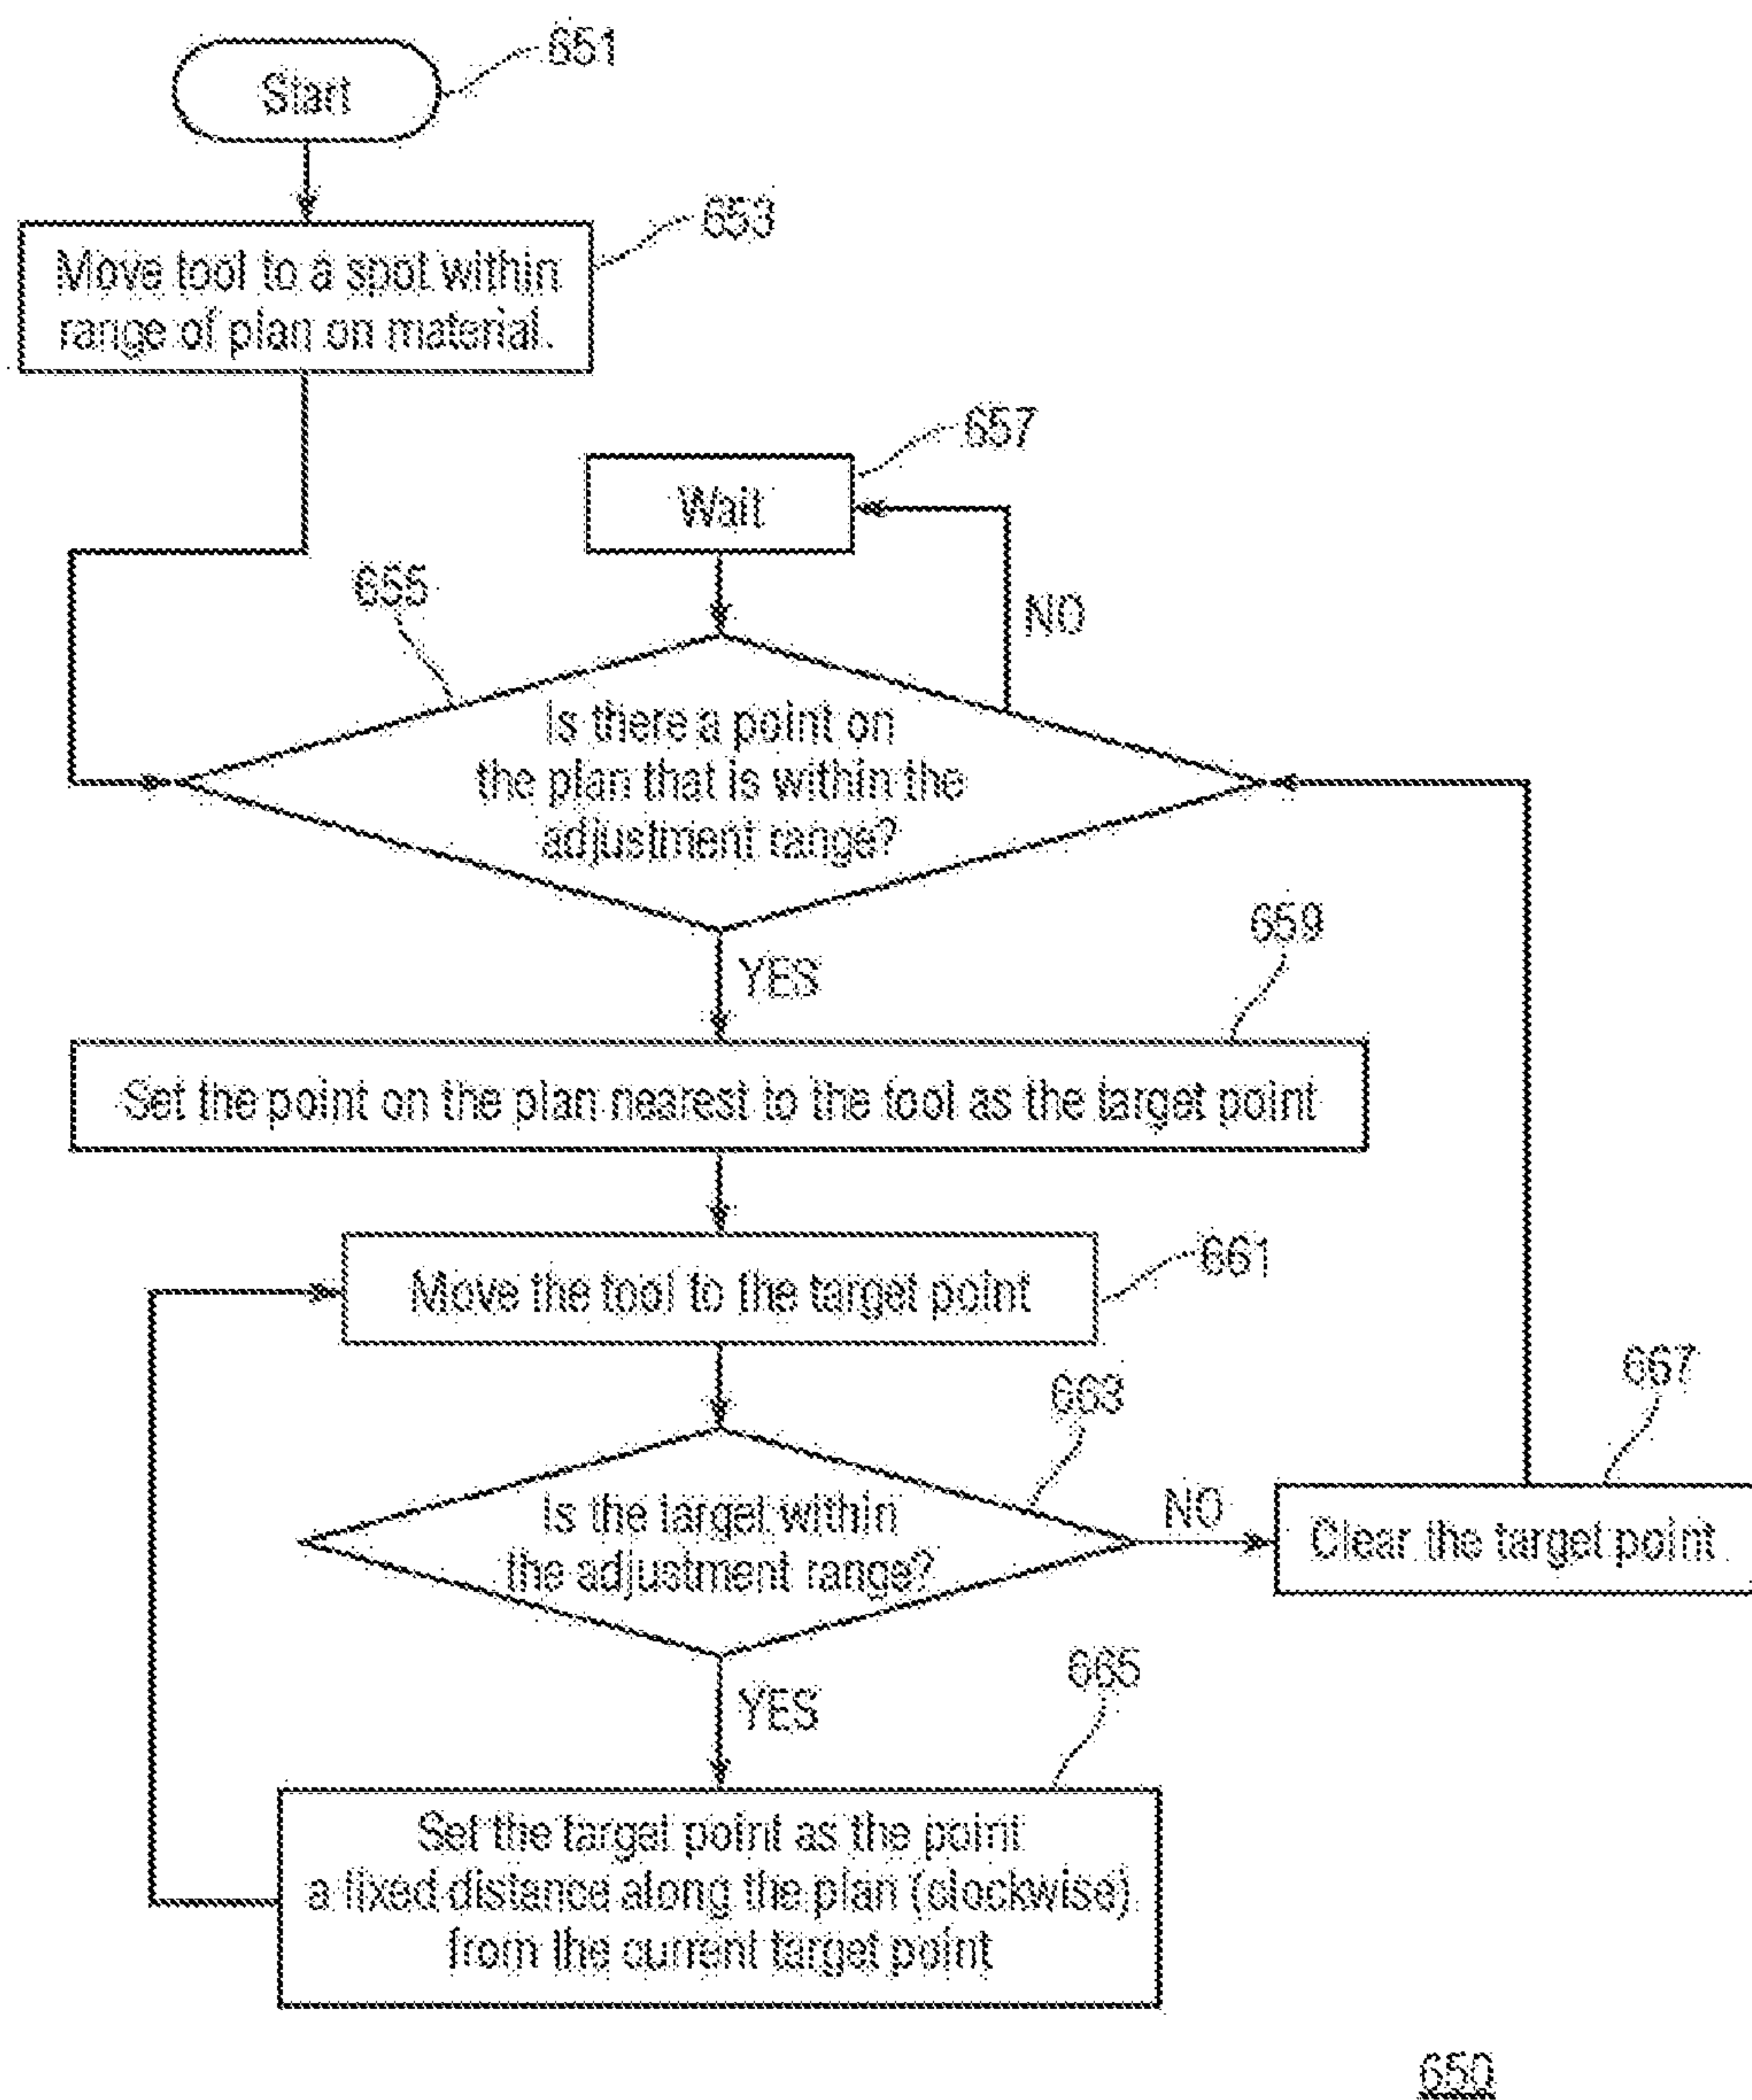 651
Start
653
Move tool to a spot within
range of plan on material.
657
Wait
655
NO
Is there a point on
the plan that is within the
adjustment range?
659
YES
Set the point on the plan nearest to the tool as the target point
661
Move the tool to the target point
663
667
Is the target within
the adjustment range?
NO
Clear the target point
665
YES
Set the target point as the point
a fixed distance along the plan (clockwise)
from the current target point
650